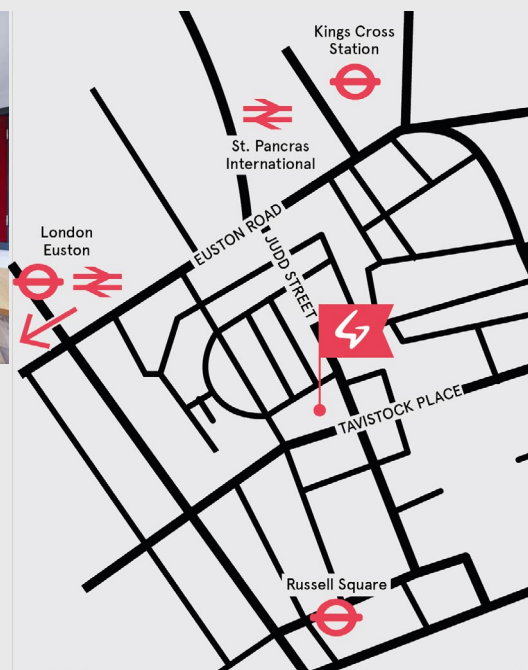 Kings Cross
Station
St. Pancras
International
London
Euston
EUSTON ROAD
JUDD STREET
TAVISTOCK PLACE
Russell Square